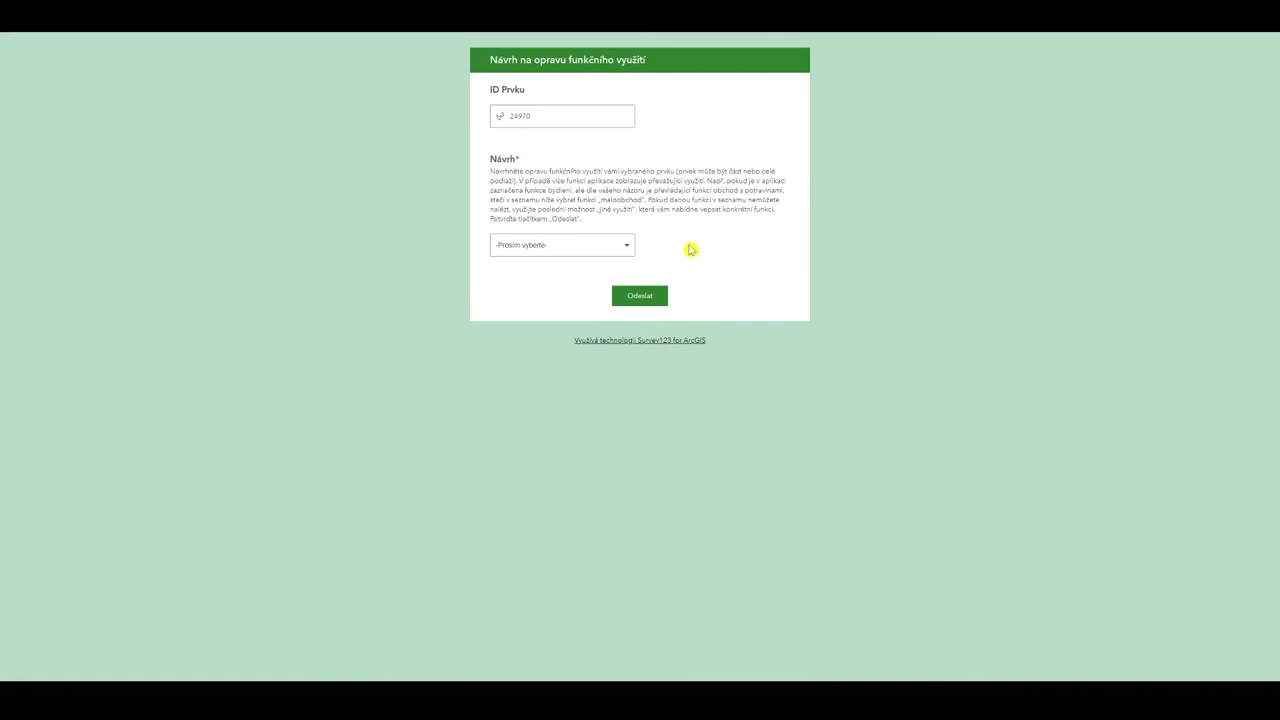 Návrh na opravu funkčního využití
ID Prvku
24970
Návrh*
Navrhněte opravu funkčního využití vámi vybraného prvku (prvek může být část nebo celé
podlaží). V případě více funkcí aplikace zobrazuje převažující využití. Např. pokud je v aplikaci
zaznačena funkce bydlení, ale dle vašeho názoru je převládající funkcí obchod s potravinami,
stačí v seznamu níže vybrat funkci „maloobchod". Pokud danou funkci v seznamu nemůžete
nalézt, využijte poslední možnost „jiné využití", která vám nabídne vepsat konkrétní funkci.
Potvrďte tlačítkem „Odeslat".
-Prosím vyberte-
Odeslat
Využívá technologii Survey123 for ArcGIS